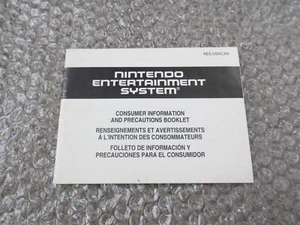 NES-USA/CAN
NINTENDO
ENTERTAINMENT
SYSTEM®
CONSUMER INFORMATION
AND PRECAUTIONS BOOKLET
RENSEIGNEMENTS ET AVERTISSEMENTS
À L'INTENTION DES CONSOMMATEURS
FOLLETO DE INFORMACIÓN Y
PRECAUCIONES PARA EL CONSUMIDOR